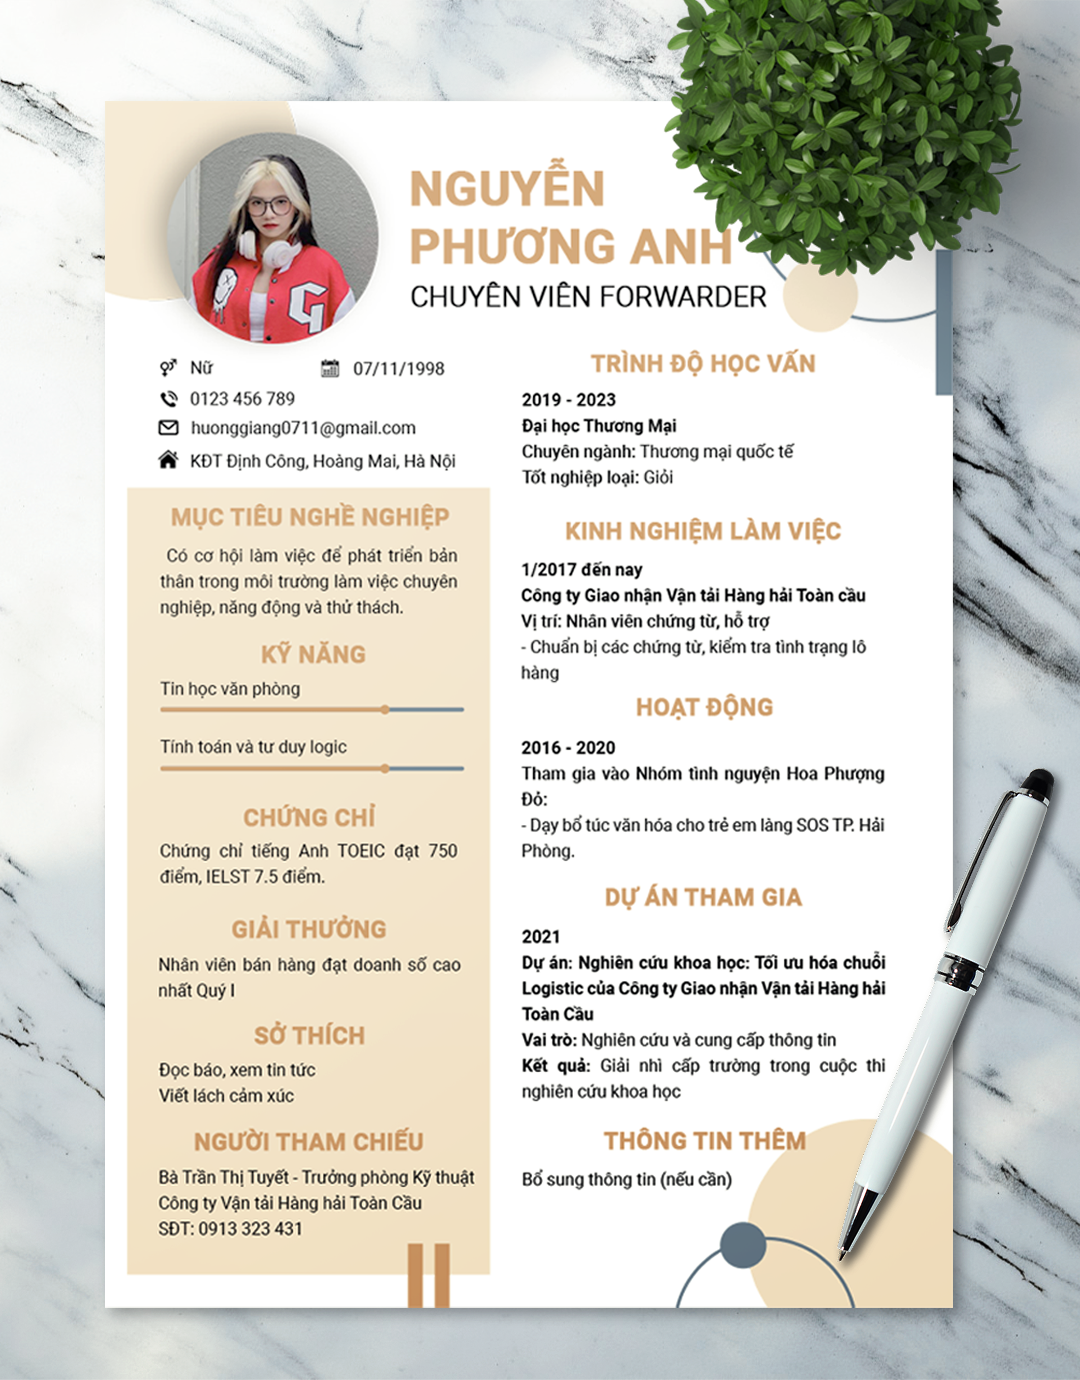 NGUYỄN
PHƯƠNG ANH
CHUYÊN VIÊN FORWARDER
G
Nữ
07/11/1998
0123 456 789
huonggiang0711@gmail.com
KĐT Định Công, Hoàng Mai, Hà Nội
MỤC TIÊU NGHỀ NGHIỆP
Có cơ hội làm việc để phát triển bản
thân trong môi trường làm việc chuyên
nghiệp, năng động và thử thách.
KỸ NĂNG
Tin học văn phòng
Tính toán và tư duy logic
CHỨNG CHỈ
Chứng chỉ tiếng Anh TOEIC đạt 750
điểm, IELST 7.5 điểm.
GIẢI THƯỞNG
Nhân viên bán hàng đạt doanh số cao
nhất Quý I
SỞ THÍCH
Đọc báo, xem tin tức
Viết lách cảm xúc
NGƯỜI THAM CHIẾU
Bà Trần Thị Tuyết - Trưởng phòng Kỹ thuật
Công ty Vận tải Hàng hải Toàn Cầu
SĐT: 0913 323 431
TRÌNH ĐỘ HỌC VẤN
2019 - 2023
Đại học Thương Mại
Chuyên ngành: Thương mại quốc tế
Tốt nghiệp loại: Giỏi
KINH NGHIỆM LÀM VIỆC
1/2017 đến nay
Công ty Giao nhận Vận tải Hàng hải Toàn cầu
Vị trí: Nhân viên chứng từ, hỗ trợ
- Chuẩn bị các chứng từ, kiểm tra tình trạng lô
hàng
HOẠT ĐỘNG
2016 - 2020
Tham gia vào Nhóm tình nguyện Hoa Phượng
Đỏ:
- Dạy bổ túc văn hóa cho trẻ em làng SOS TP. Hải
Phòng.
DỰ ÁN THAM GIA
2021
Dự án: Nghiên cứu khoa học: Tối ưu hóa chuỗi
Logistic của Công ty Giao nhận Vận tải Hàng hải
Toàn Cầu
Vai trò: Nghiên cứu và cung cấp thông tin
Kết quả: Giải nhì cấp trường trong cuộc thi
nghiên cứu khoa học
THÔNG TIN THÊM
Bổ sung thông tin (nếu cần)